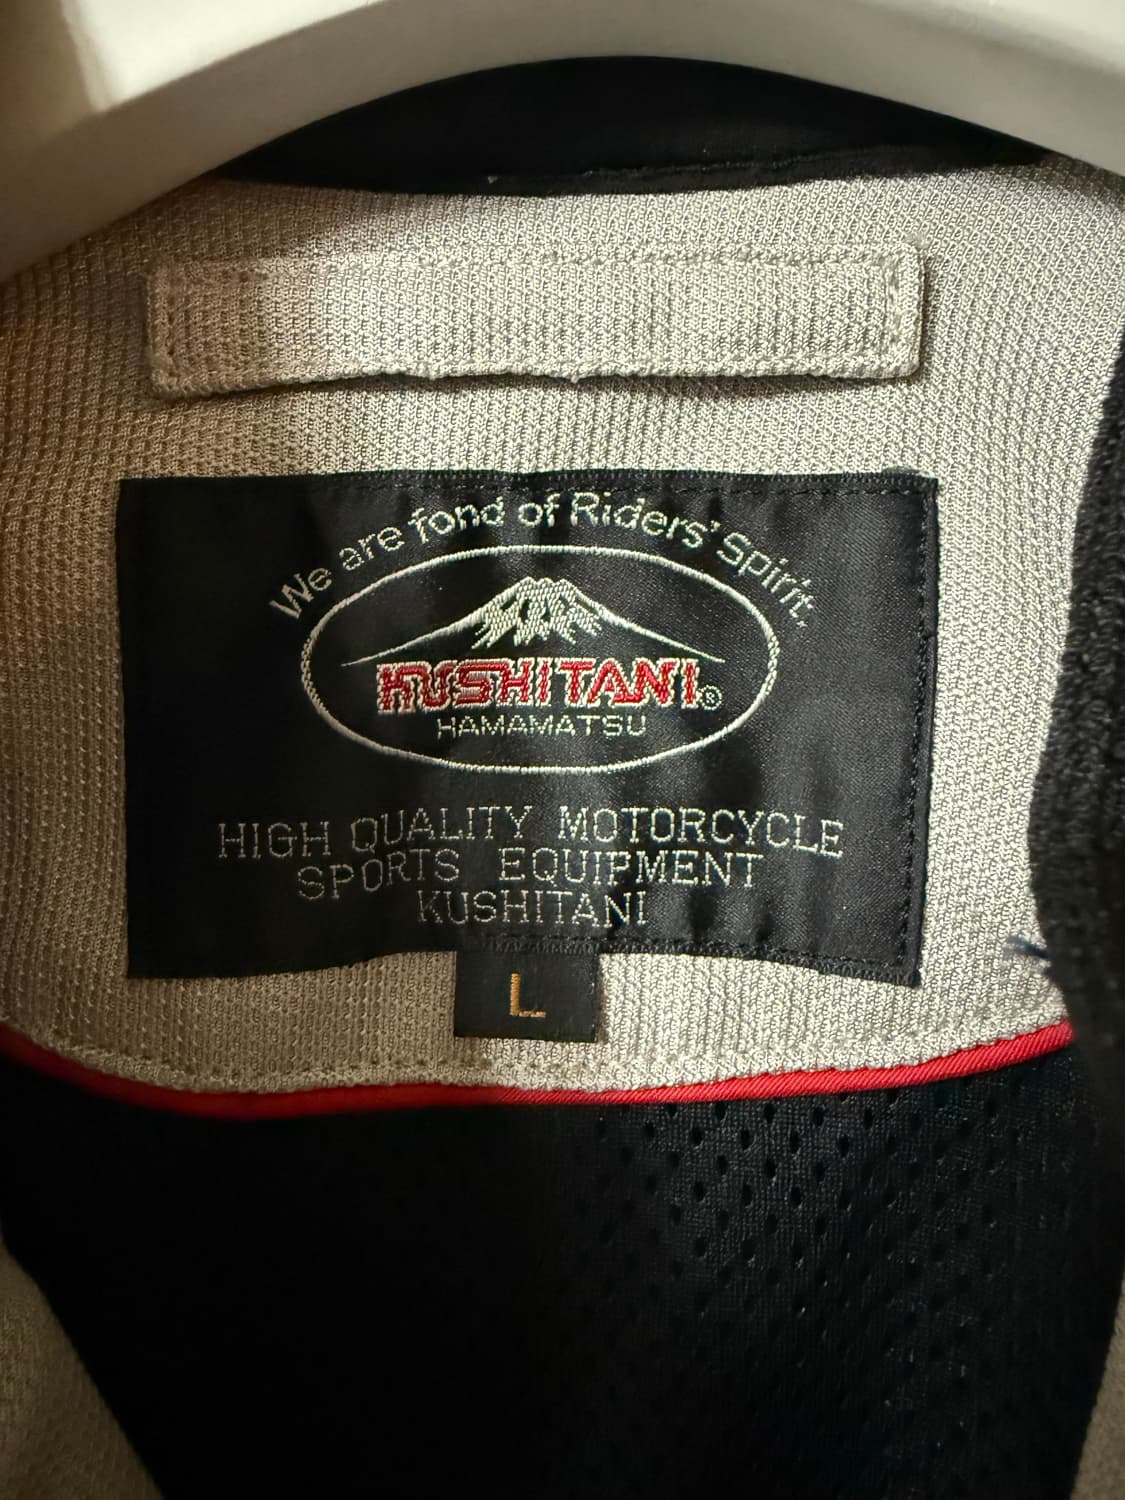 We are fond of Riders' Spirit.
KUSHITANI®
HAMAMATSU
HIGH QUALITY MOTORCYCLE
SPORTS EQUIPMENT
KUSHITANI
L